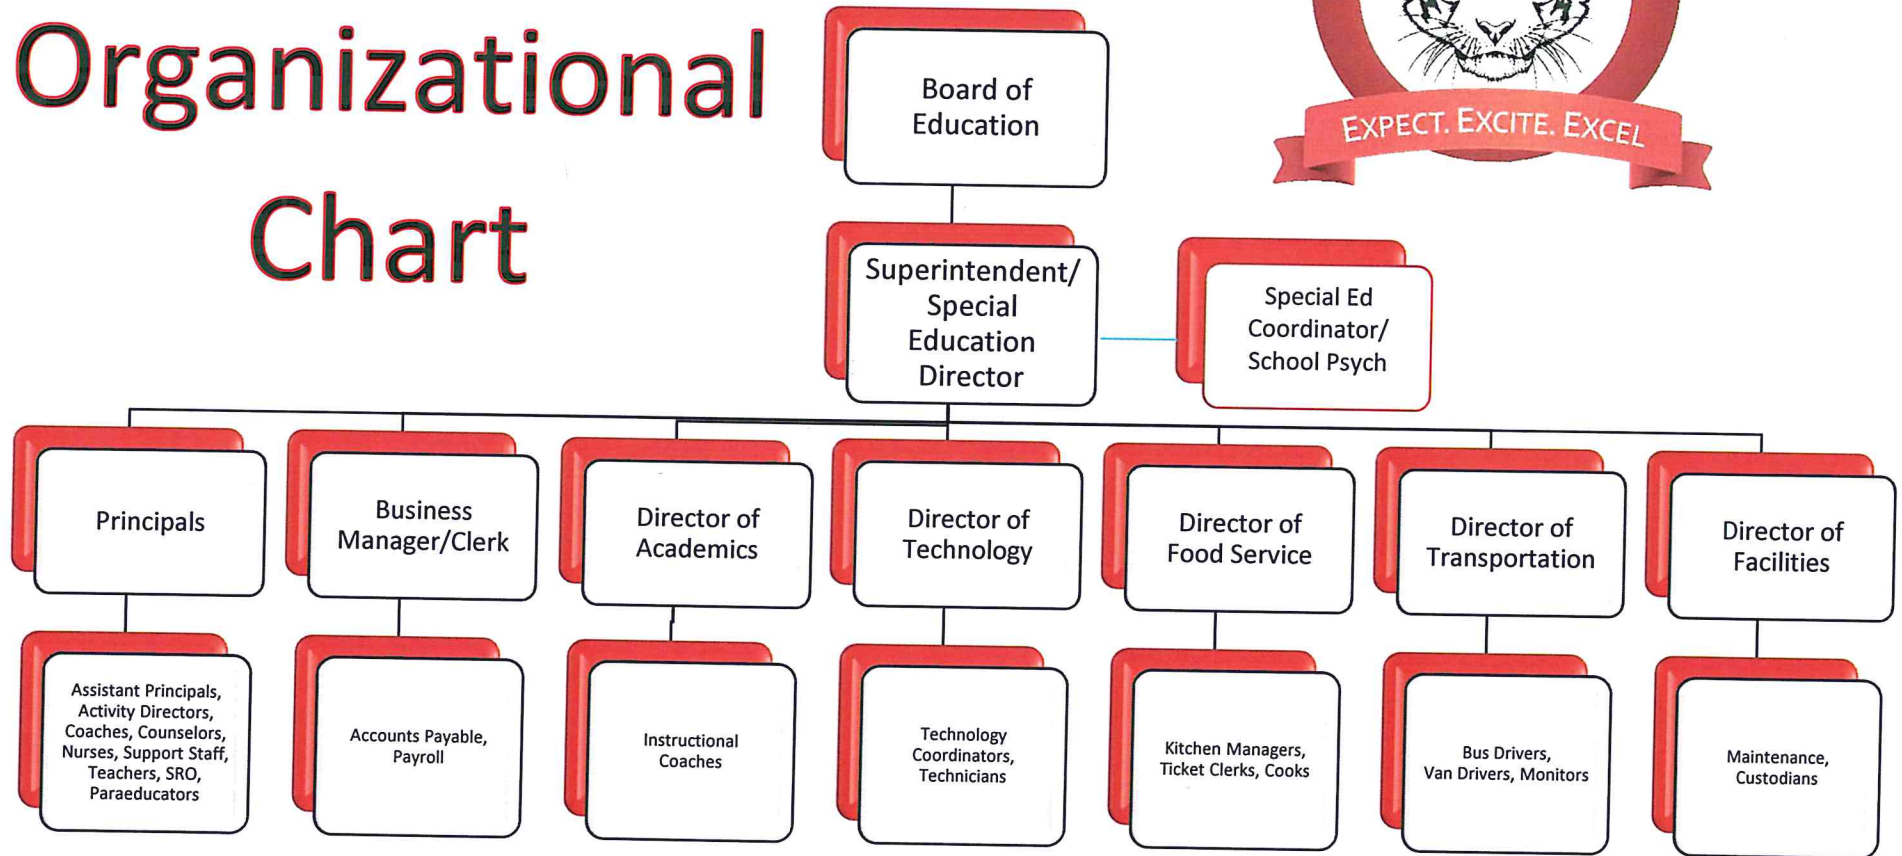 Organizational
Chart
Board of
Education
EXPECT. EXCITE. EXCEL
Superintendent/
Special
Education
Director
Special Ed
Coordinator/
School Psych
Principals
Business
Manager/Clerk
Director of
Academics
Director of
Technology
Director of
Food Service
Director of
Transportation
Director of
Facilities
Assistant Principals,
Activity Directors,
Coaches, Counselors,
Nurses, Support Staff,
Teachers, SRO,
Paraeducators
Accounts Payable,
Payroll
Instructional
Coaches
Technology
Coordinators,
Technicians
Kitchen Managers,
Ticket Clerks, Cooks
Bus Drivers,
Van Drivers, Monitors
Maintenance,
Custodians